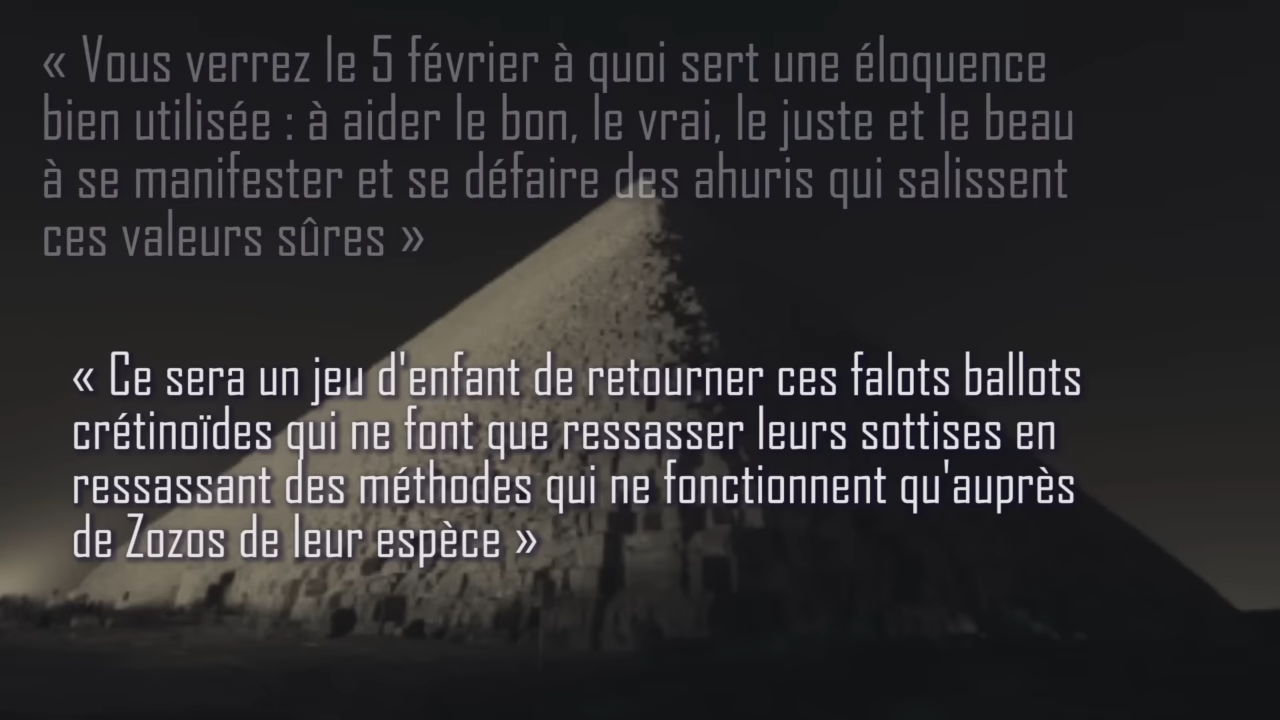 « Vous verrez le 5 février à quoi sert une éloquence
bien utilisée : à aider le bon, le vrai, le juste et le beau
à se manifester et se défaire des ahuris qui salissent
ces valeurs sûres »
« Ce sera un jeu d'enfant de retourner ces falots ballots
crétinoïdes qui ne font que ressasser leurs sottises en
ressassant des méthodes qui ne fonctionnent qu'auprès
de Zozos de leur espèce »